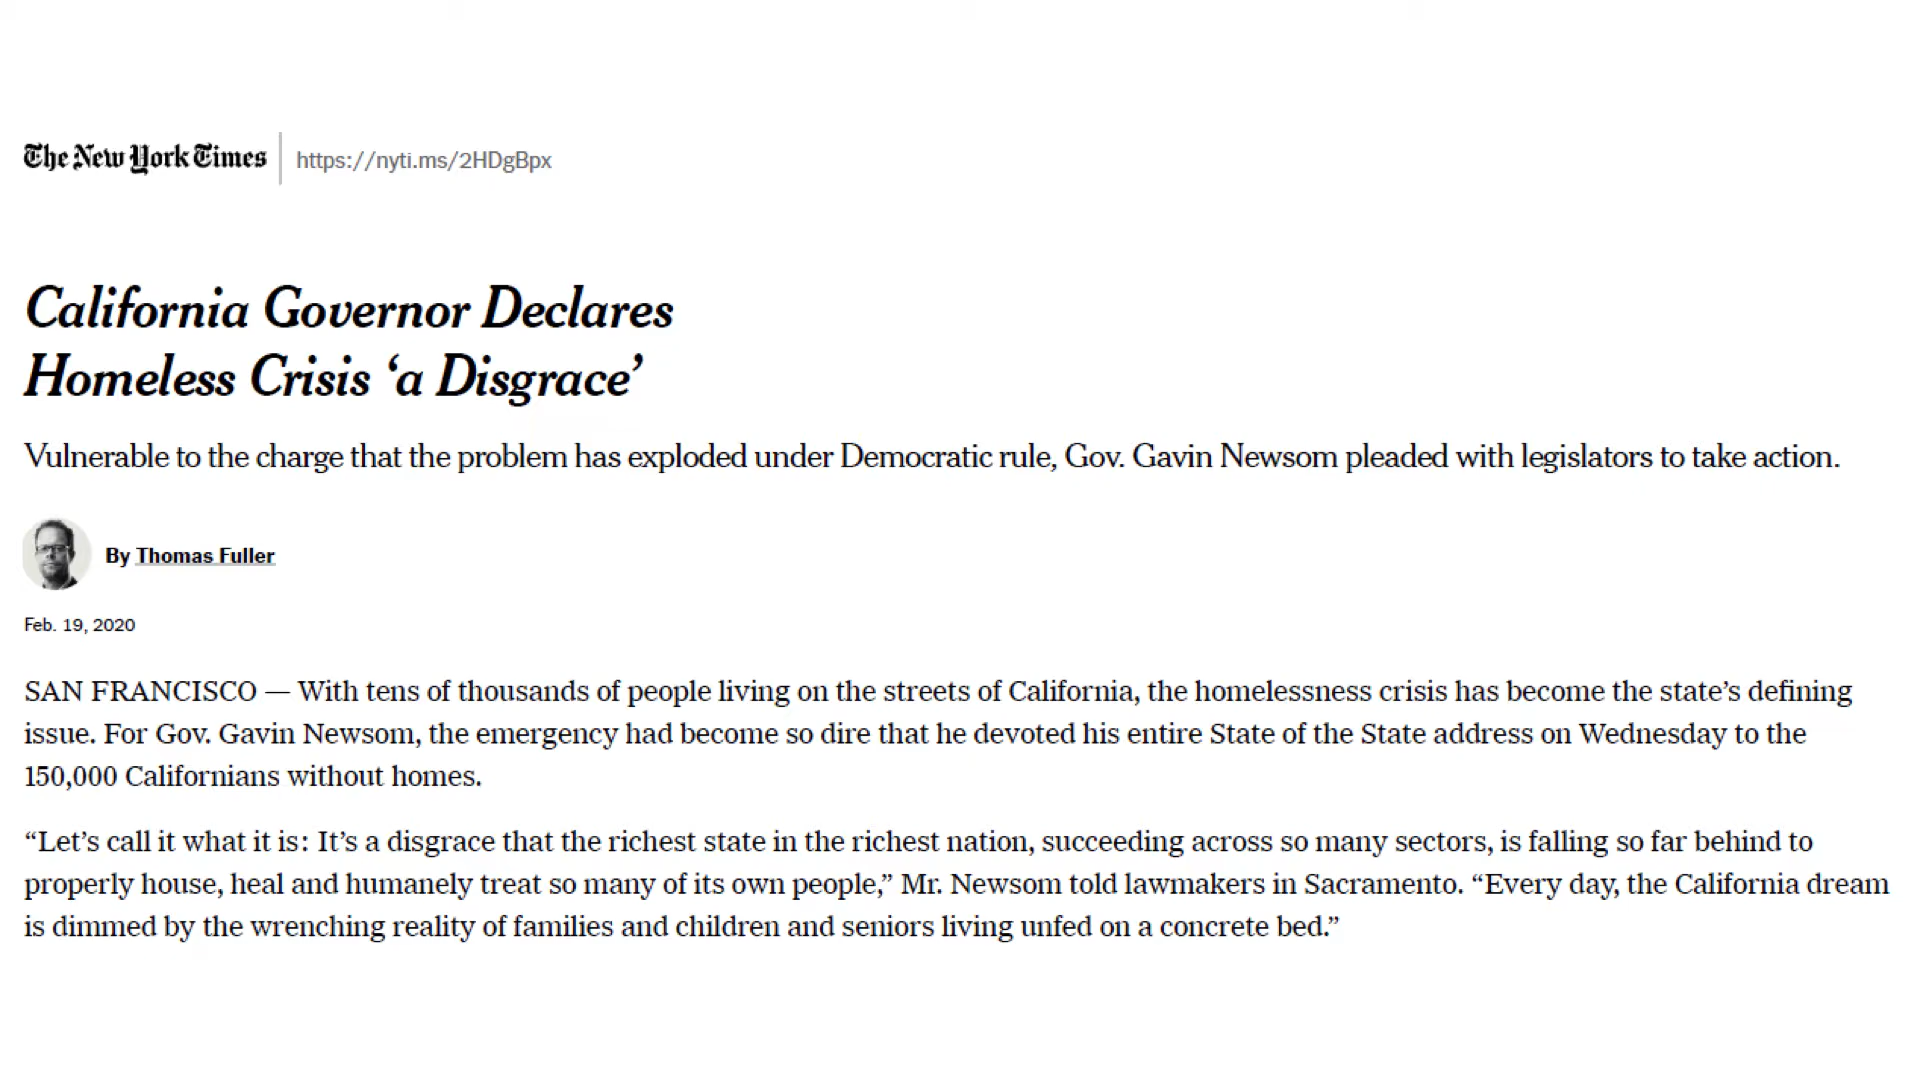 The New York Times
https://nyti.ms/2HDgBpx
California Governor Declares
Homeless Crisis ‘a Disgrace’
Vulnerable to the charge that the problem has exploded under Democratic rule, Gov. Gavin Newsom pleaded with legislators to take action.
By Thomas Fuller
Feb. 19, 2020
SAN FRANCISCO — With tens of thousands of people living on the streets of California, the homelessness crisis has become the state’s defining
issue. For Gov. Gavin Newsom, the emergency had become so dire that he devoted his entire State of the State address on Wednesday to the
150,000 Californians without homes.
“Let’s call it what it is: It’s a disgrace that the richest state in the richest nation, succeeding across so many sectors, is falling so far behind to
properly house, heal and humanely treat so many of its own people,” Mr. Newsom told lawmakers in Sacramento. “Every day, the California dream
is dimmed by the wrenching reality of families and children and seniors living unfed on a concrete bed.”